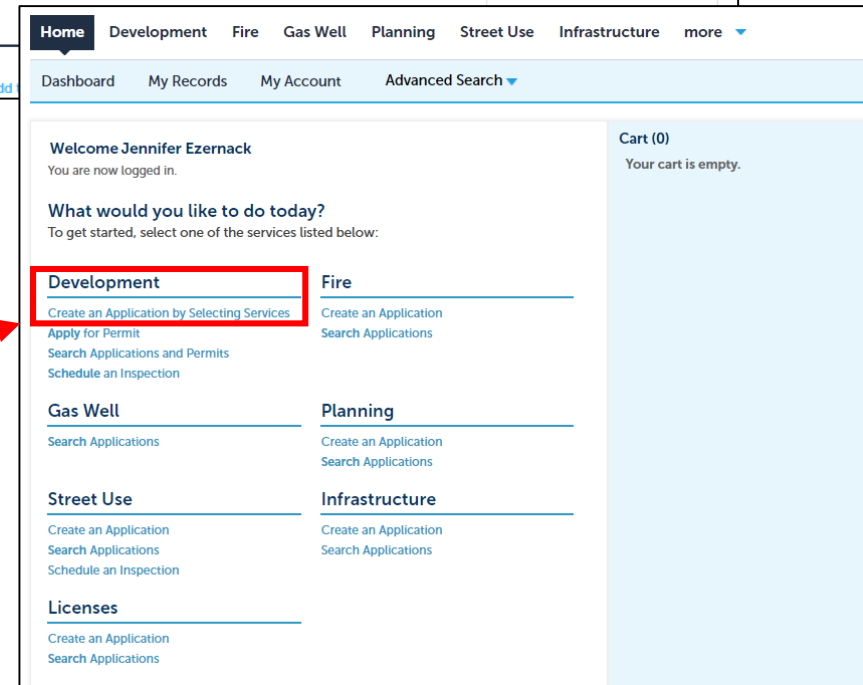 Home Development Fire Gas Well Planning Street Use Infrastructure more
dd
Dashboard My Records My Account Advanced Search
Welcome Jennifer Ezernack
You are now logged in.
Cart (0)
Your cart is empty.
What would you like to do today?
To get started, select one of the services listed below:
Development
Create an Application by Selecting Services
Apply for Permit
Search Applications and Permits
Schedule an Inspection
Fire
Create an Application
Search Applications
Gas Well
Search Applications
Planning
Create an Application
Search Applications
Street Use
Create an Application
Search Applications
Schedule an Inspection
Infrastructure
Create an Application
Search Applications
Licenses
Create an Application
Search Applications